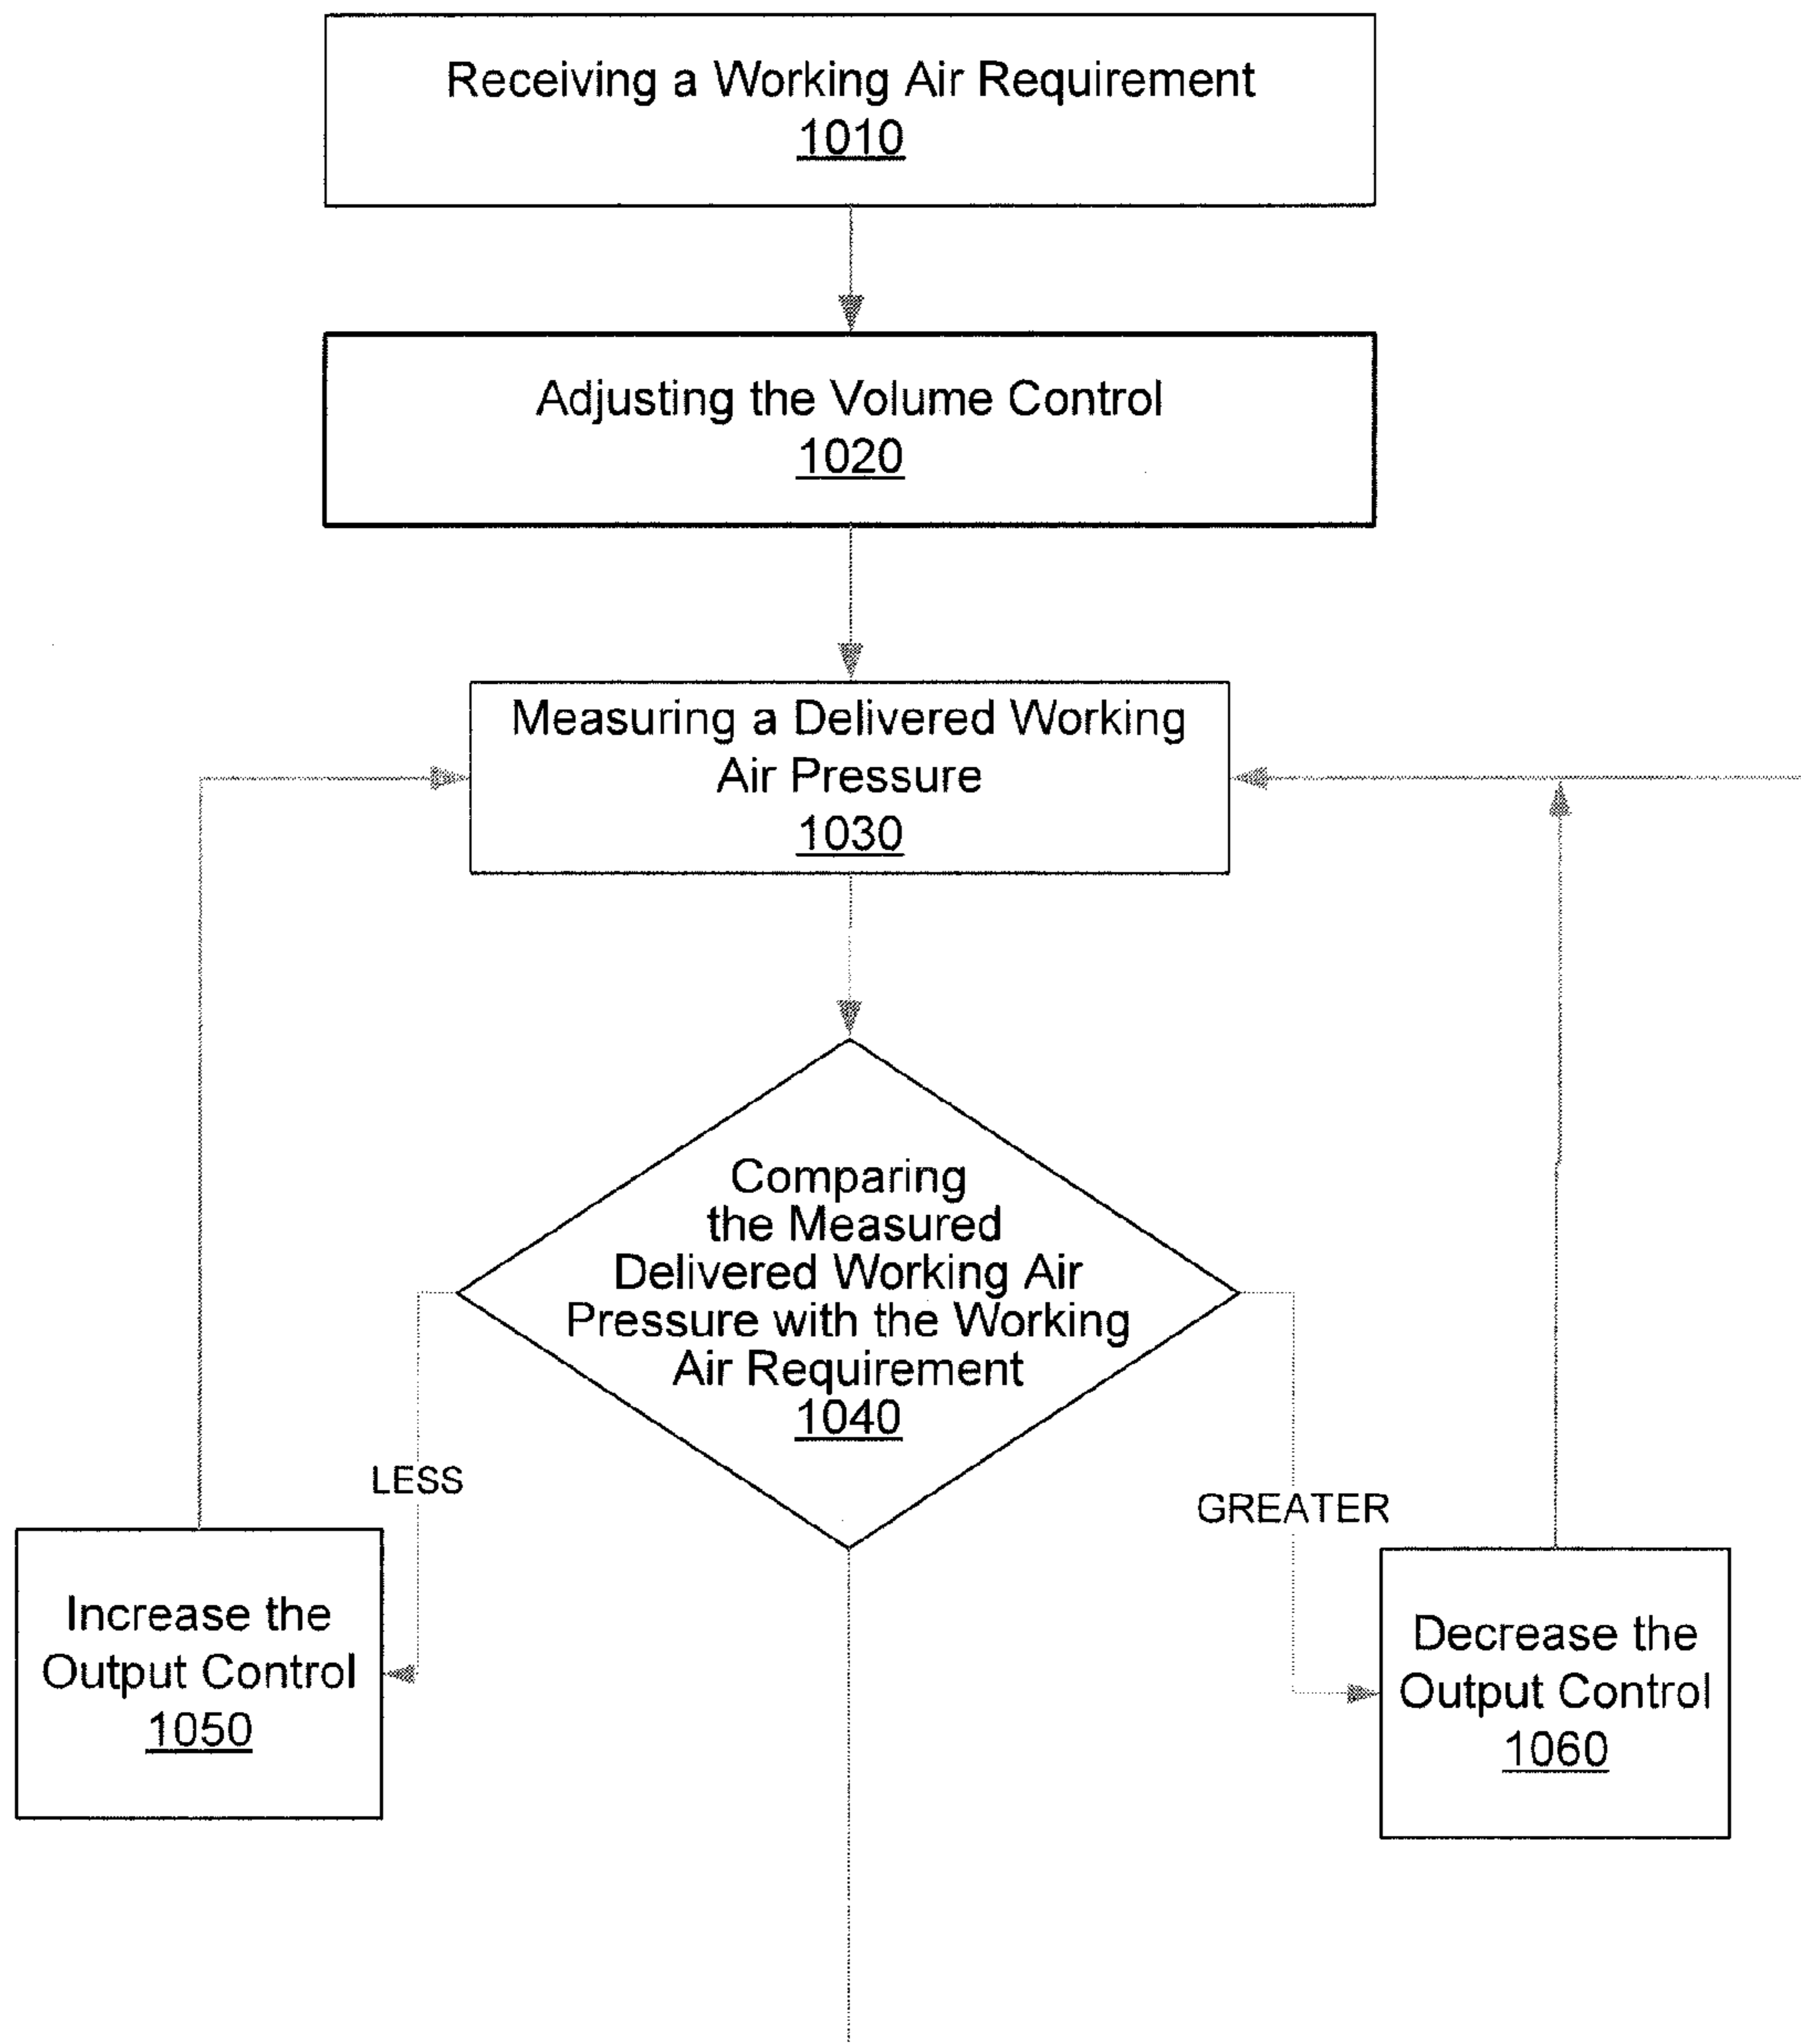 Receiving a Working Air Requirement
1010
Adjusting the Volume Control
1020
Measuring a Delivered Working
Air Pressure
1030
Comparing
the Measured
Delivered Working Air
Pressure with the Working
Air Requirement
1040
LESS
GREATER
Increase the
Output Control
1050
Decrease the
Output Control
1060